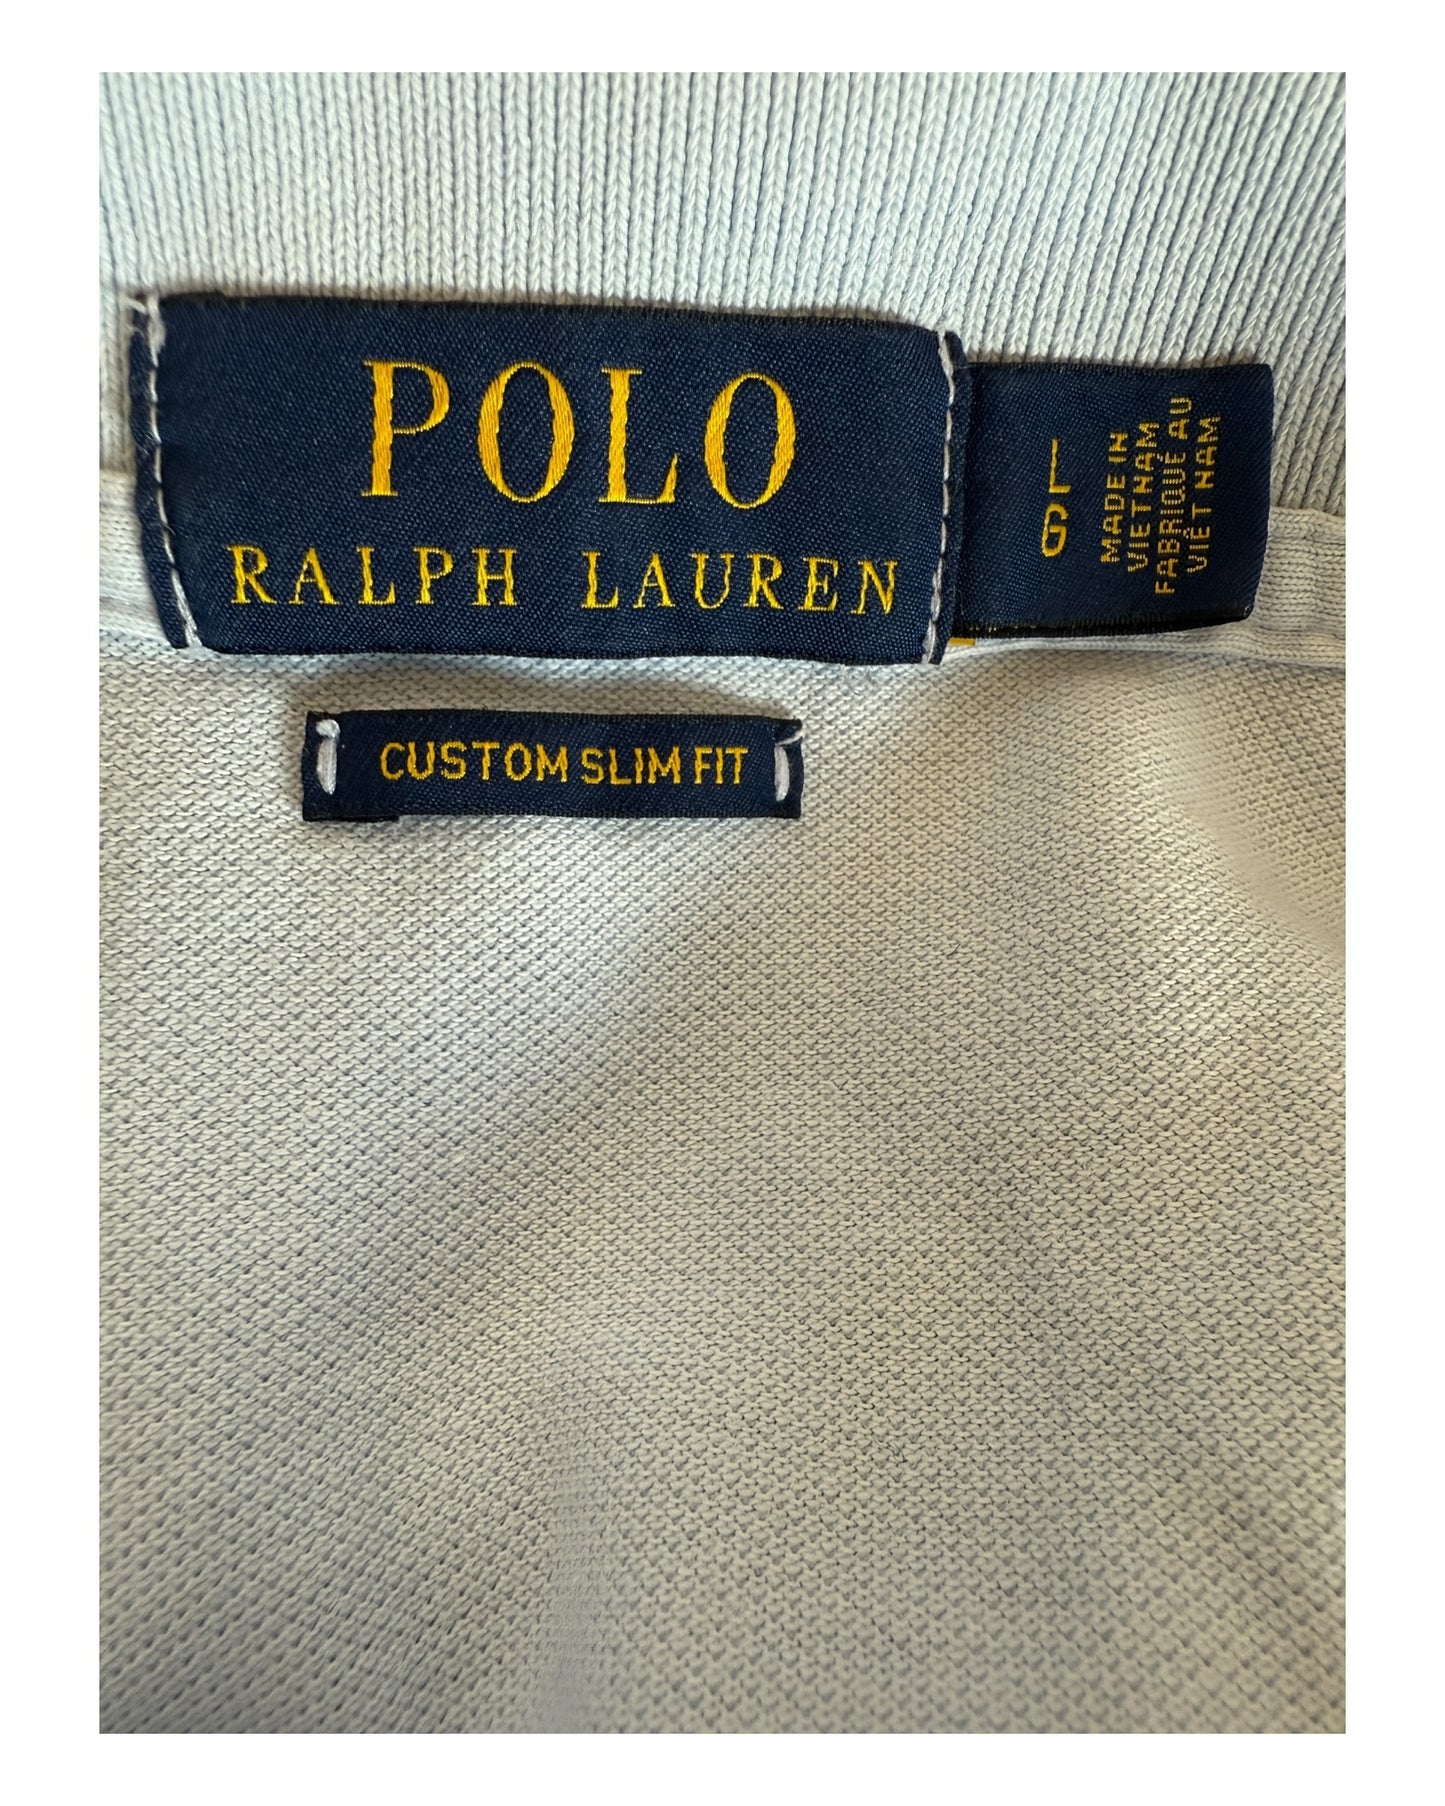 POLO
RALPH LAUREN
L
G
MADE IN
VIETNAM
FABRIQUÉ AU
VIÊT NAM
CUSTOM SLIM FIT